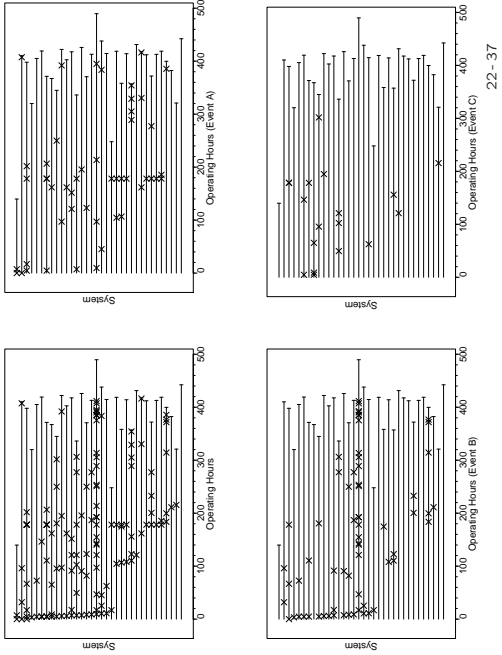 System
0 100 200 300 400 500
Operating Hours
System
0 100 200 300 400 500
Operating Hours (Event A)
System
0 100 200 300 400 500
Operating Hours (Event B)
System
0 100 200 300 400 500
Operating Hours (Event C)
22-37